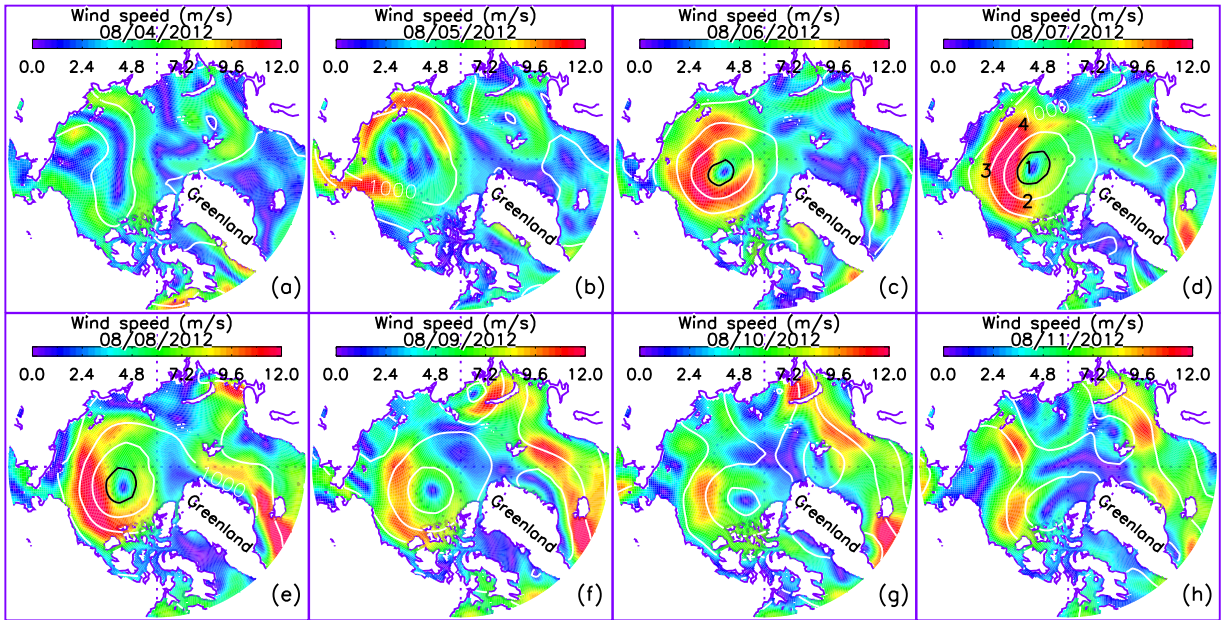 Wind speed (m/s)
08/04/2012
0.0 2.4 4.8 7.2 9.6 12.0
Greenland
(a)
Wind speed (m/s)
08/05/2012
0.0 2.4 4.8 7.2 9.6 12.0
1000
Greenland
(b)
Wind speed (m/s)
08/06/2012
0.0 2.4 4.8 7.2 9.6 12.0
Greenland
(c)
Wind speed (m/s)
08/07/2012
0.0 2.4 4.8 7.2 9.6 12.0
1000
4
1
3
2
Greenland
(d)
Wind speed (m/s)
08/08/2012
0.0 2.4 4.8 7.2 9.6 12.0
1000
Greenland
(e)
Wind speed (m/s)
08/09/2012
0.0 2.4 4.8 7.2 9.6 12.0
Greenland
(f)
Wind speed (m/s)
08/10/2012
0.0 2.4 4.8 7.2 9.6 12.0
Greenland
(g)
Wind speed (m/s)
08/11/2012
0.0 2.4 4.8 7.2 9.6 12.0
Greenland
(h)